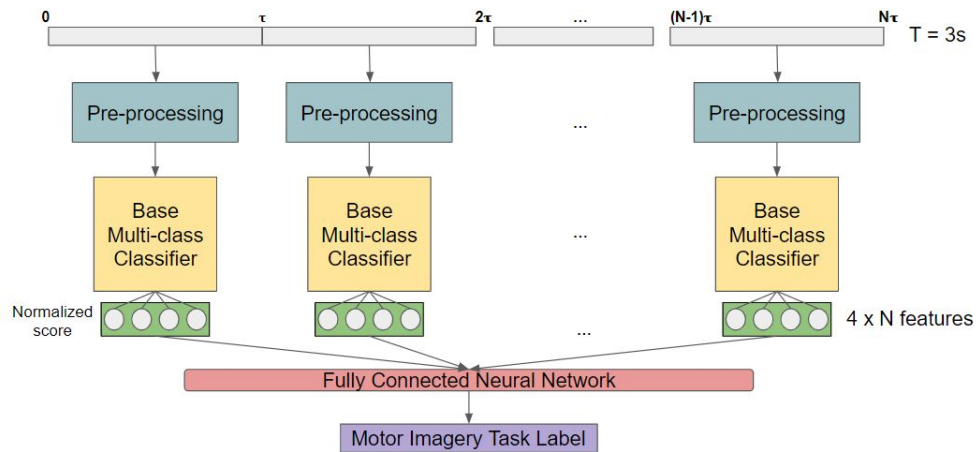 0 τ 2τ ... (N-1)τ Nτ
T = 3s
Pre-processing Pre-processing ... Pre-processing
Base Base Base
Multi-class Multi-class ... Multi-class
Classifier Classifier Classifier
Normalized
score
... 4 x N features
Fully Connected Neural Network
Motor Imagery Task Label